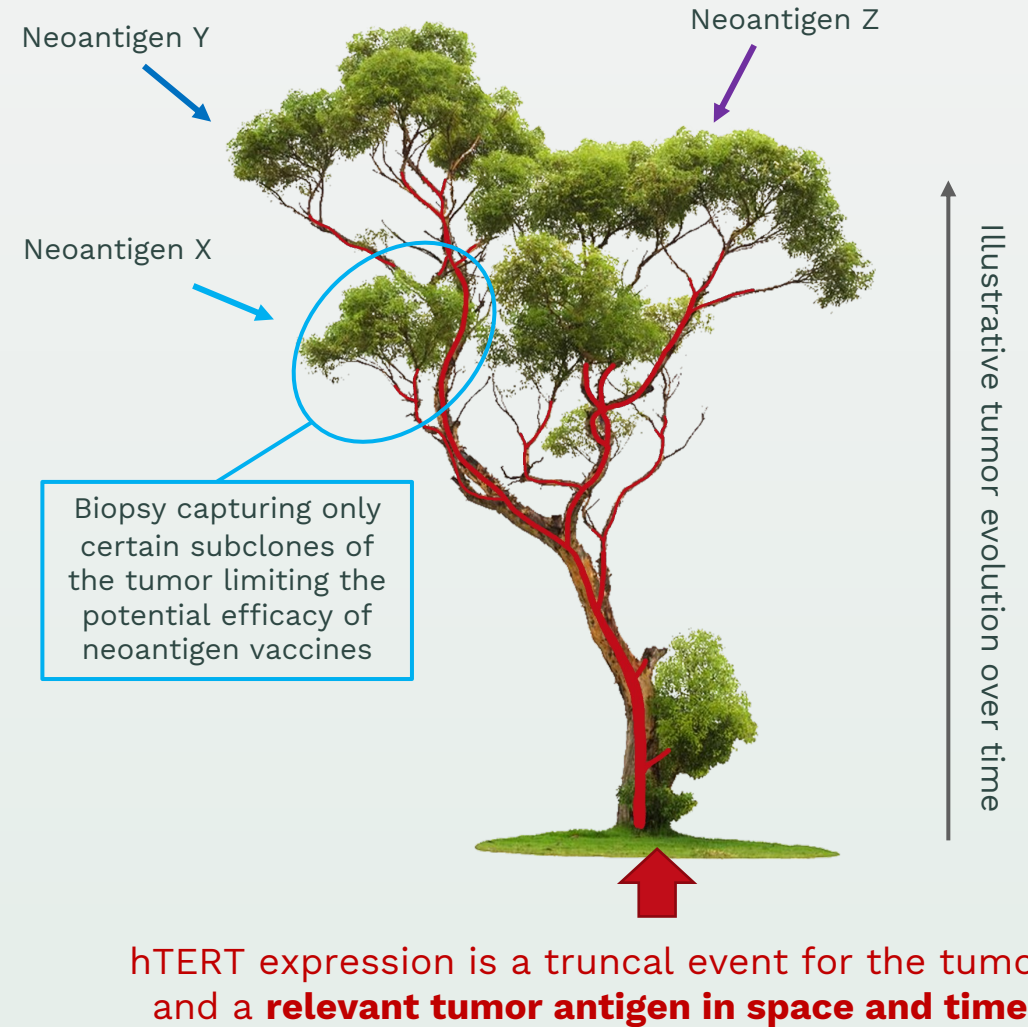 Neoantigen Y
Neoantigen Z
Neoantigen X
Illustrative tumor evolution over time
Biopsy capturing only
certain subclones of
the tumor limiting the
potential efficacy of
neoantigen vaccines
hTERT expression is a truncal event for the
and a relevant tumor antigen in space and time